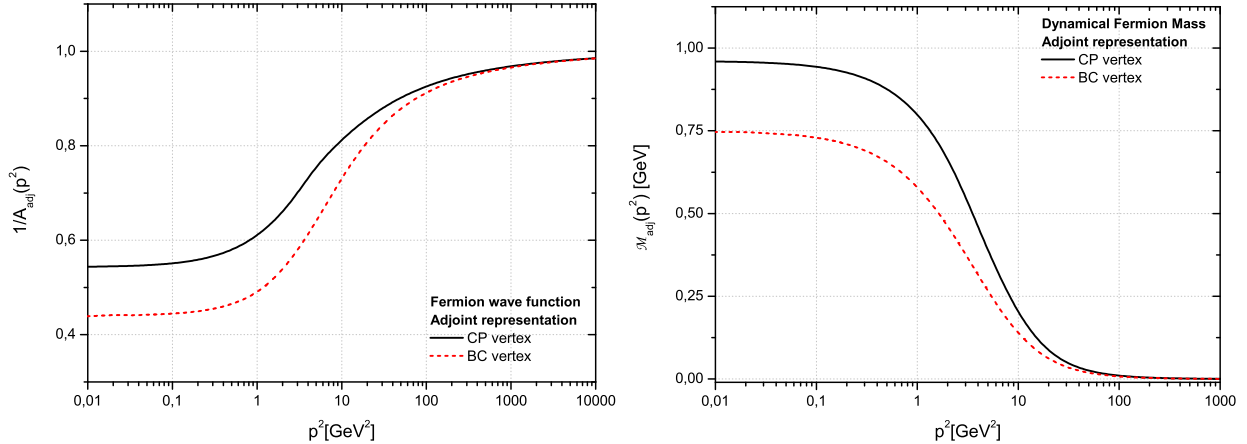 1,0
0,8
0,6
0,4
1/A_adj(p²)
Fermion wave function
Adjoint representation
CP vertex
BC vertex
0,01
0,1
1
10
100
1000
10000
p²[GeV²]
1,00
0,75
0,50
0,25
0,00
ℳ_adj(p²) [GeV]
Dynamical Fermion Mass
Adjoint representation
CP vertex
BC vertex
0,01
0,1
1
10
100
1000
p²[GeV²]